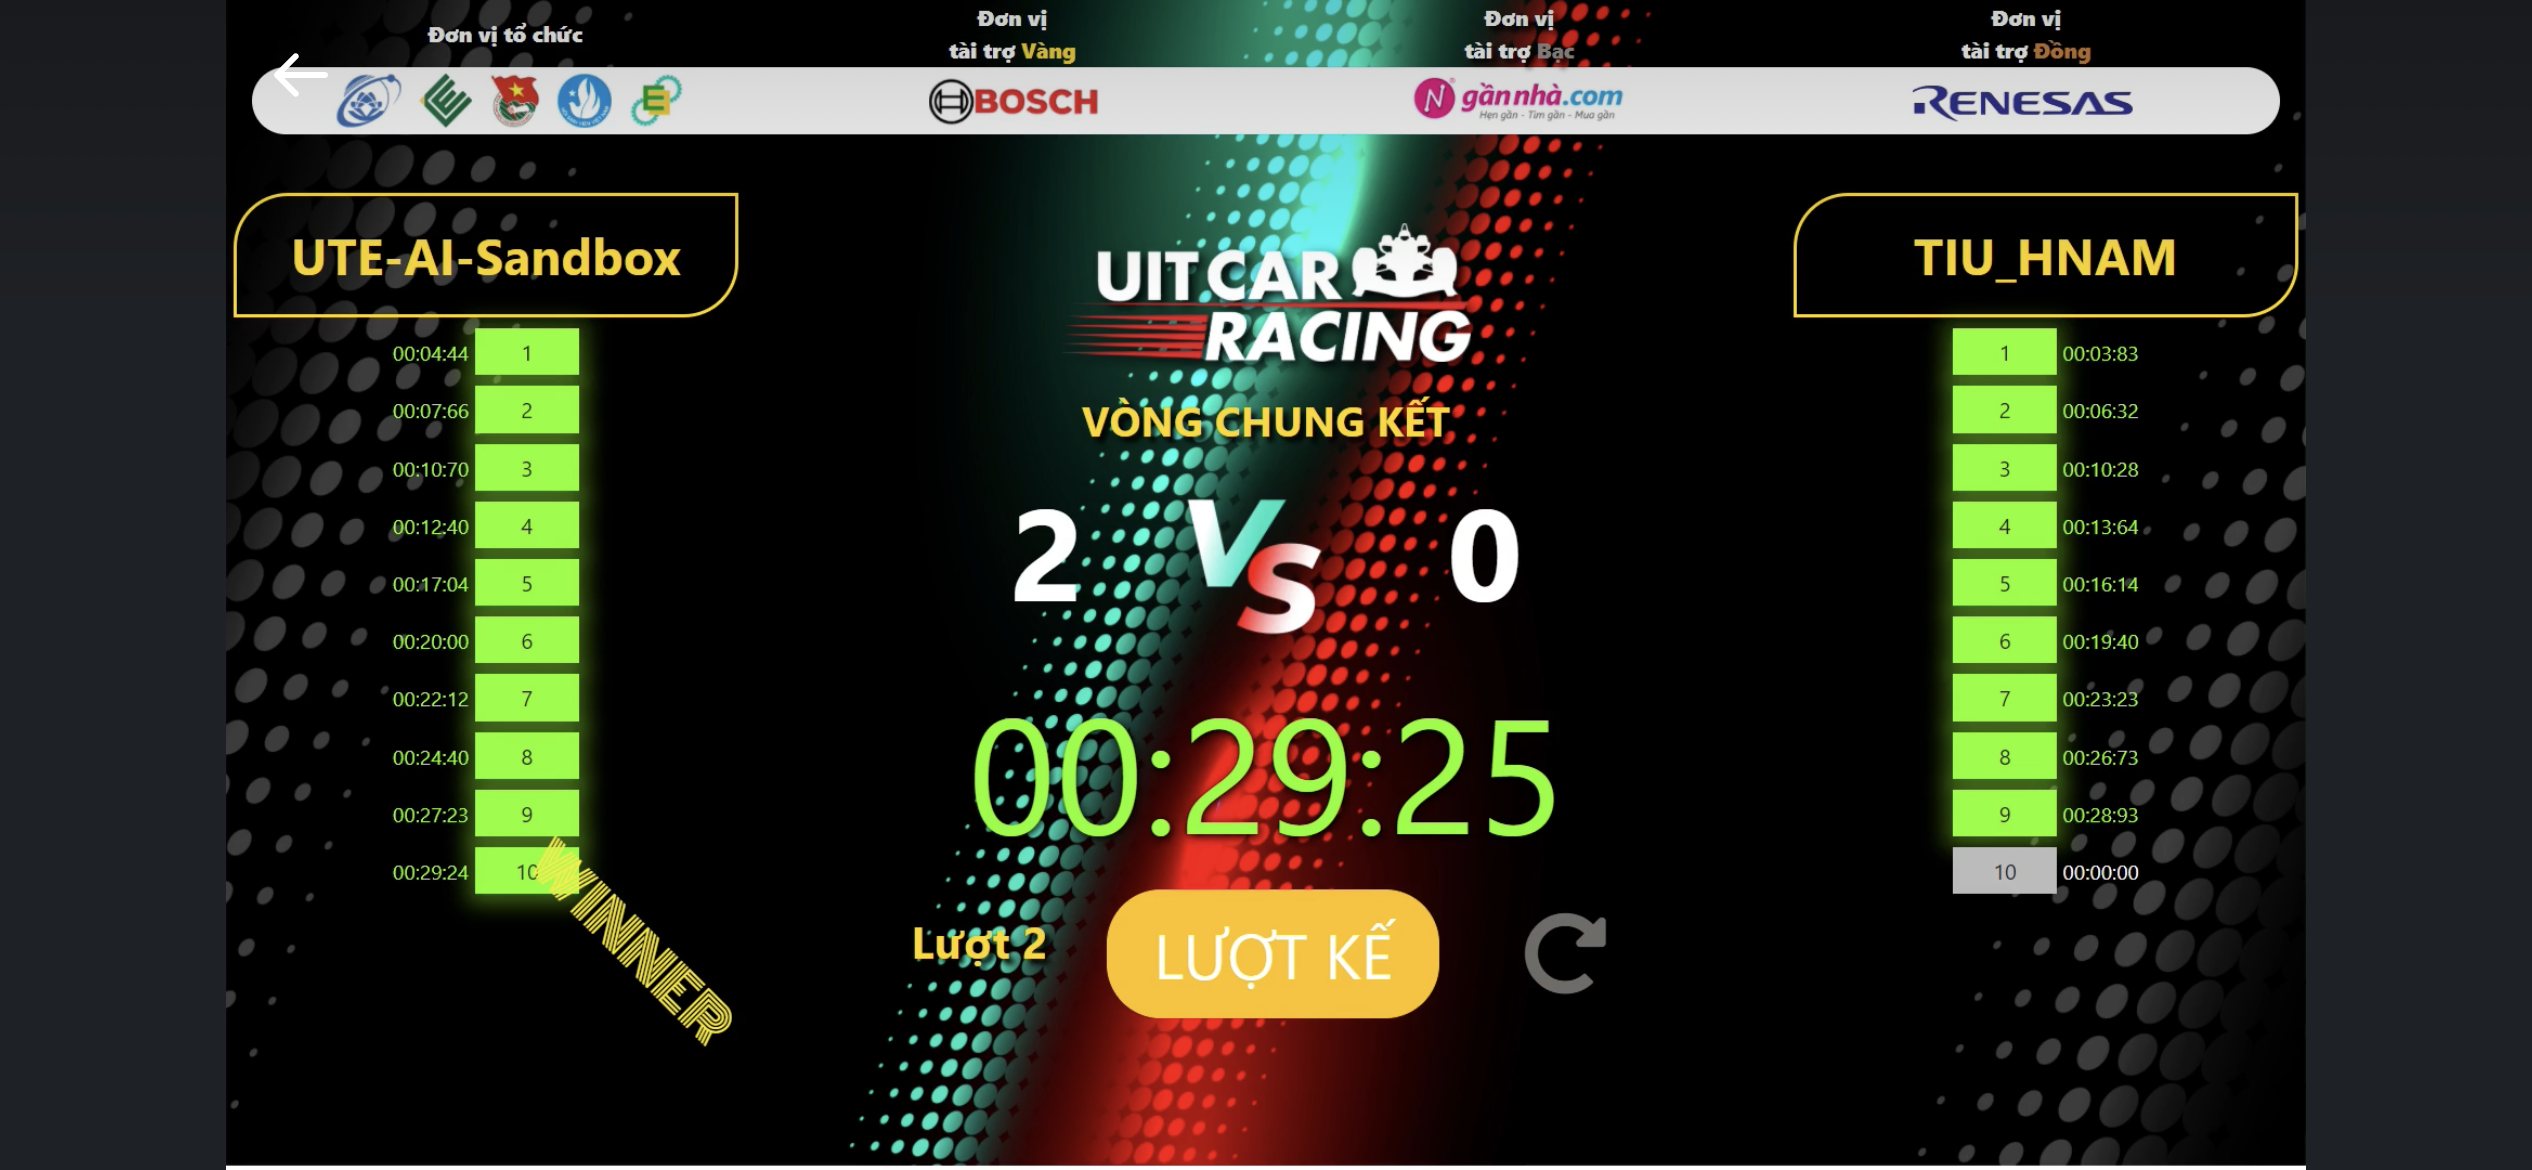 Đơn vị tổ chức
Đơn vị
tài trợ Vàng
Đơn vị
tài trợ Bạc
Đơn vị
tài trợ Đồng
BOSCH
N gần nhà.com
Hẹn gần - Tìm gần - Mua gần
RENESAS
UTE-AI-Sandbox
00:04:44 1
00:07:66 2
00:10:70 3
00:12:40 4
00:17:04 5
00:20:00 6
00:22:12 7
00:24:40 8
00:27:23 9
00:29:24 10
WINNER
UIT CAR
RACING
VÒNG CHUNG KẾT
2 VS 0
00:29:25
Lượt 2
LƯỢT KẾ
TIU_HNAM
1 00:03:83
2 00:06:32
3 00:10:28
4 00:13:64
5 00:16:14
6 00:19:40
7 00:23:23
8 00:26:73
9 00:28:93
10 00:00:00